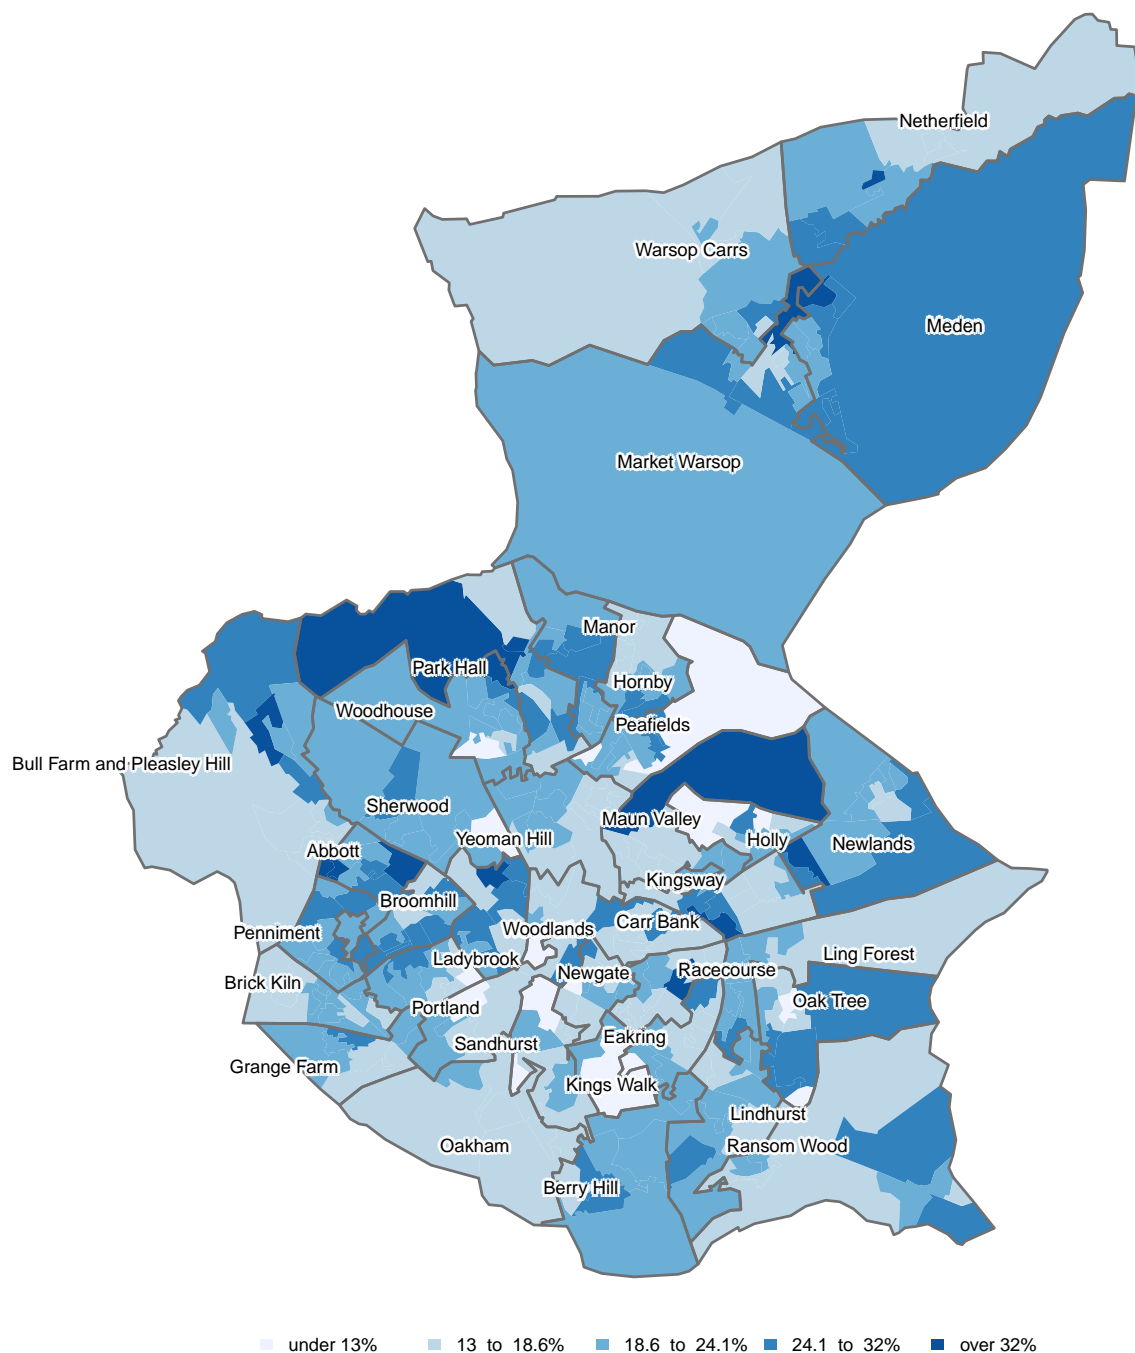 Netherfield
Warsop Carrs
Meden
Market Warsop
Manor
Park Hall
Hornby
Woodhouse
Peafields
Bull Farm and Pleasley Hill
Sherwood
Maun Valley
Yeoman Hill
Holly
Newlands
Abbott
Kingsway
Broomhill
Carr Bank
Woodlands
Penniment
Ling Forest
Ladybrook
Newgate
Racecourse
Brick Kiln
Oak Tree
Portland
Eakring
Sandhurst
Grange Farm
Kings Walk
Lindhurst
Oakham
Ransom Wood
Berry Hill
under 13% 13 to 18.6% 18.6 to 24.1% 24.1 to 32% over 32%